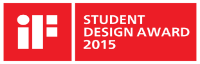 iF
STUDENT
DESIGN AWARD
2015